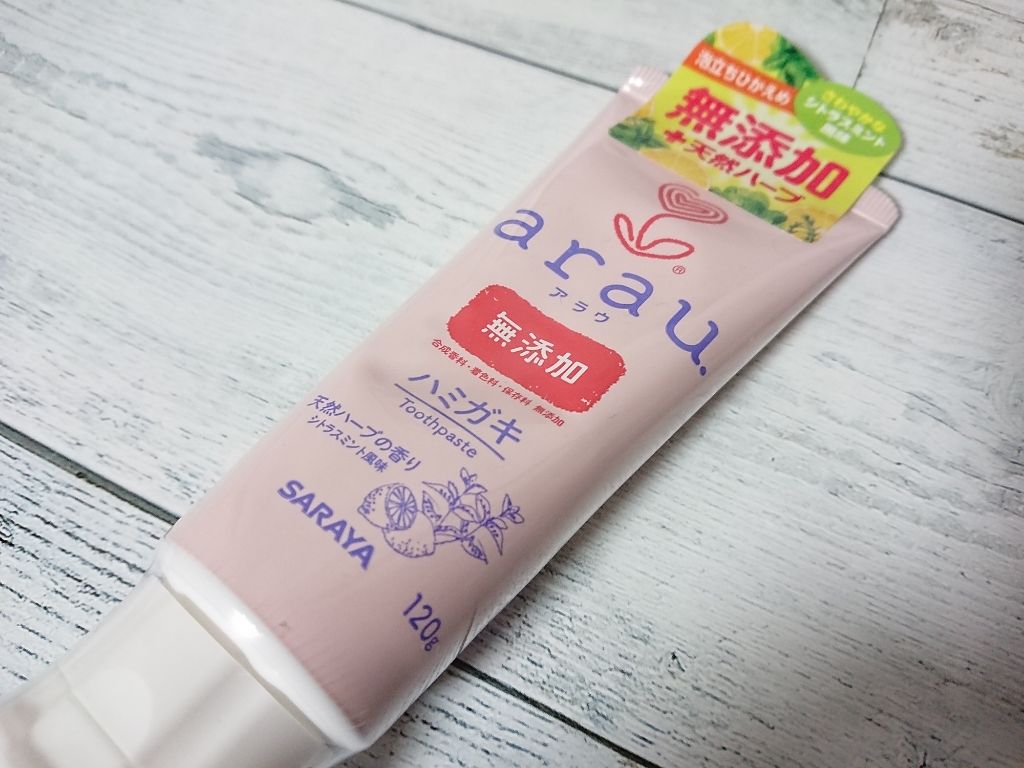 泡立ちひかえめ
さわやかな
シトラスミント
風味
無添加
+天然ハーブ
®
arau.
アラウ
無添加
合成香料・着色料・保存料 無添加
ハミガキ
Toothpaste
天然ハーブの香り
シトラスミント風味
SARAYA
120g